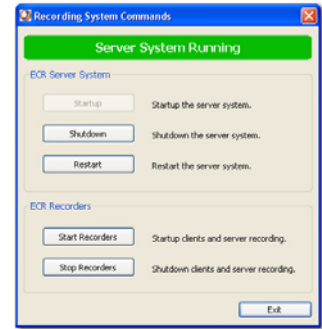 Recording System Commands
Server System Running
ECR Server System
Startup Startup the server system.
Shutdown Shutdown the server system.
Restart Restart the server system.
ECR Recorders
Start Recorders Startup clients and server recording.
Stop Recorders Shutdown clients and server recording.
Exit